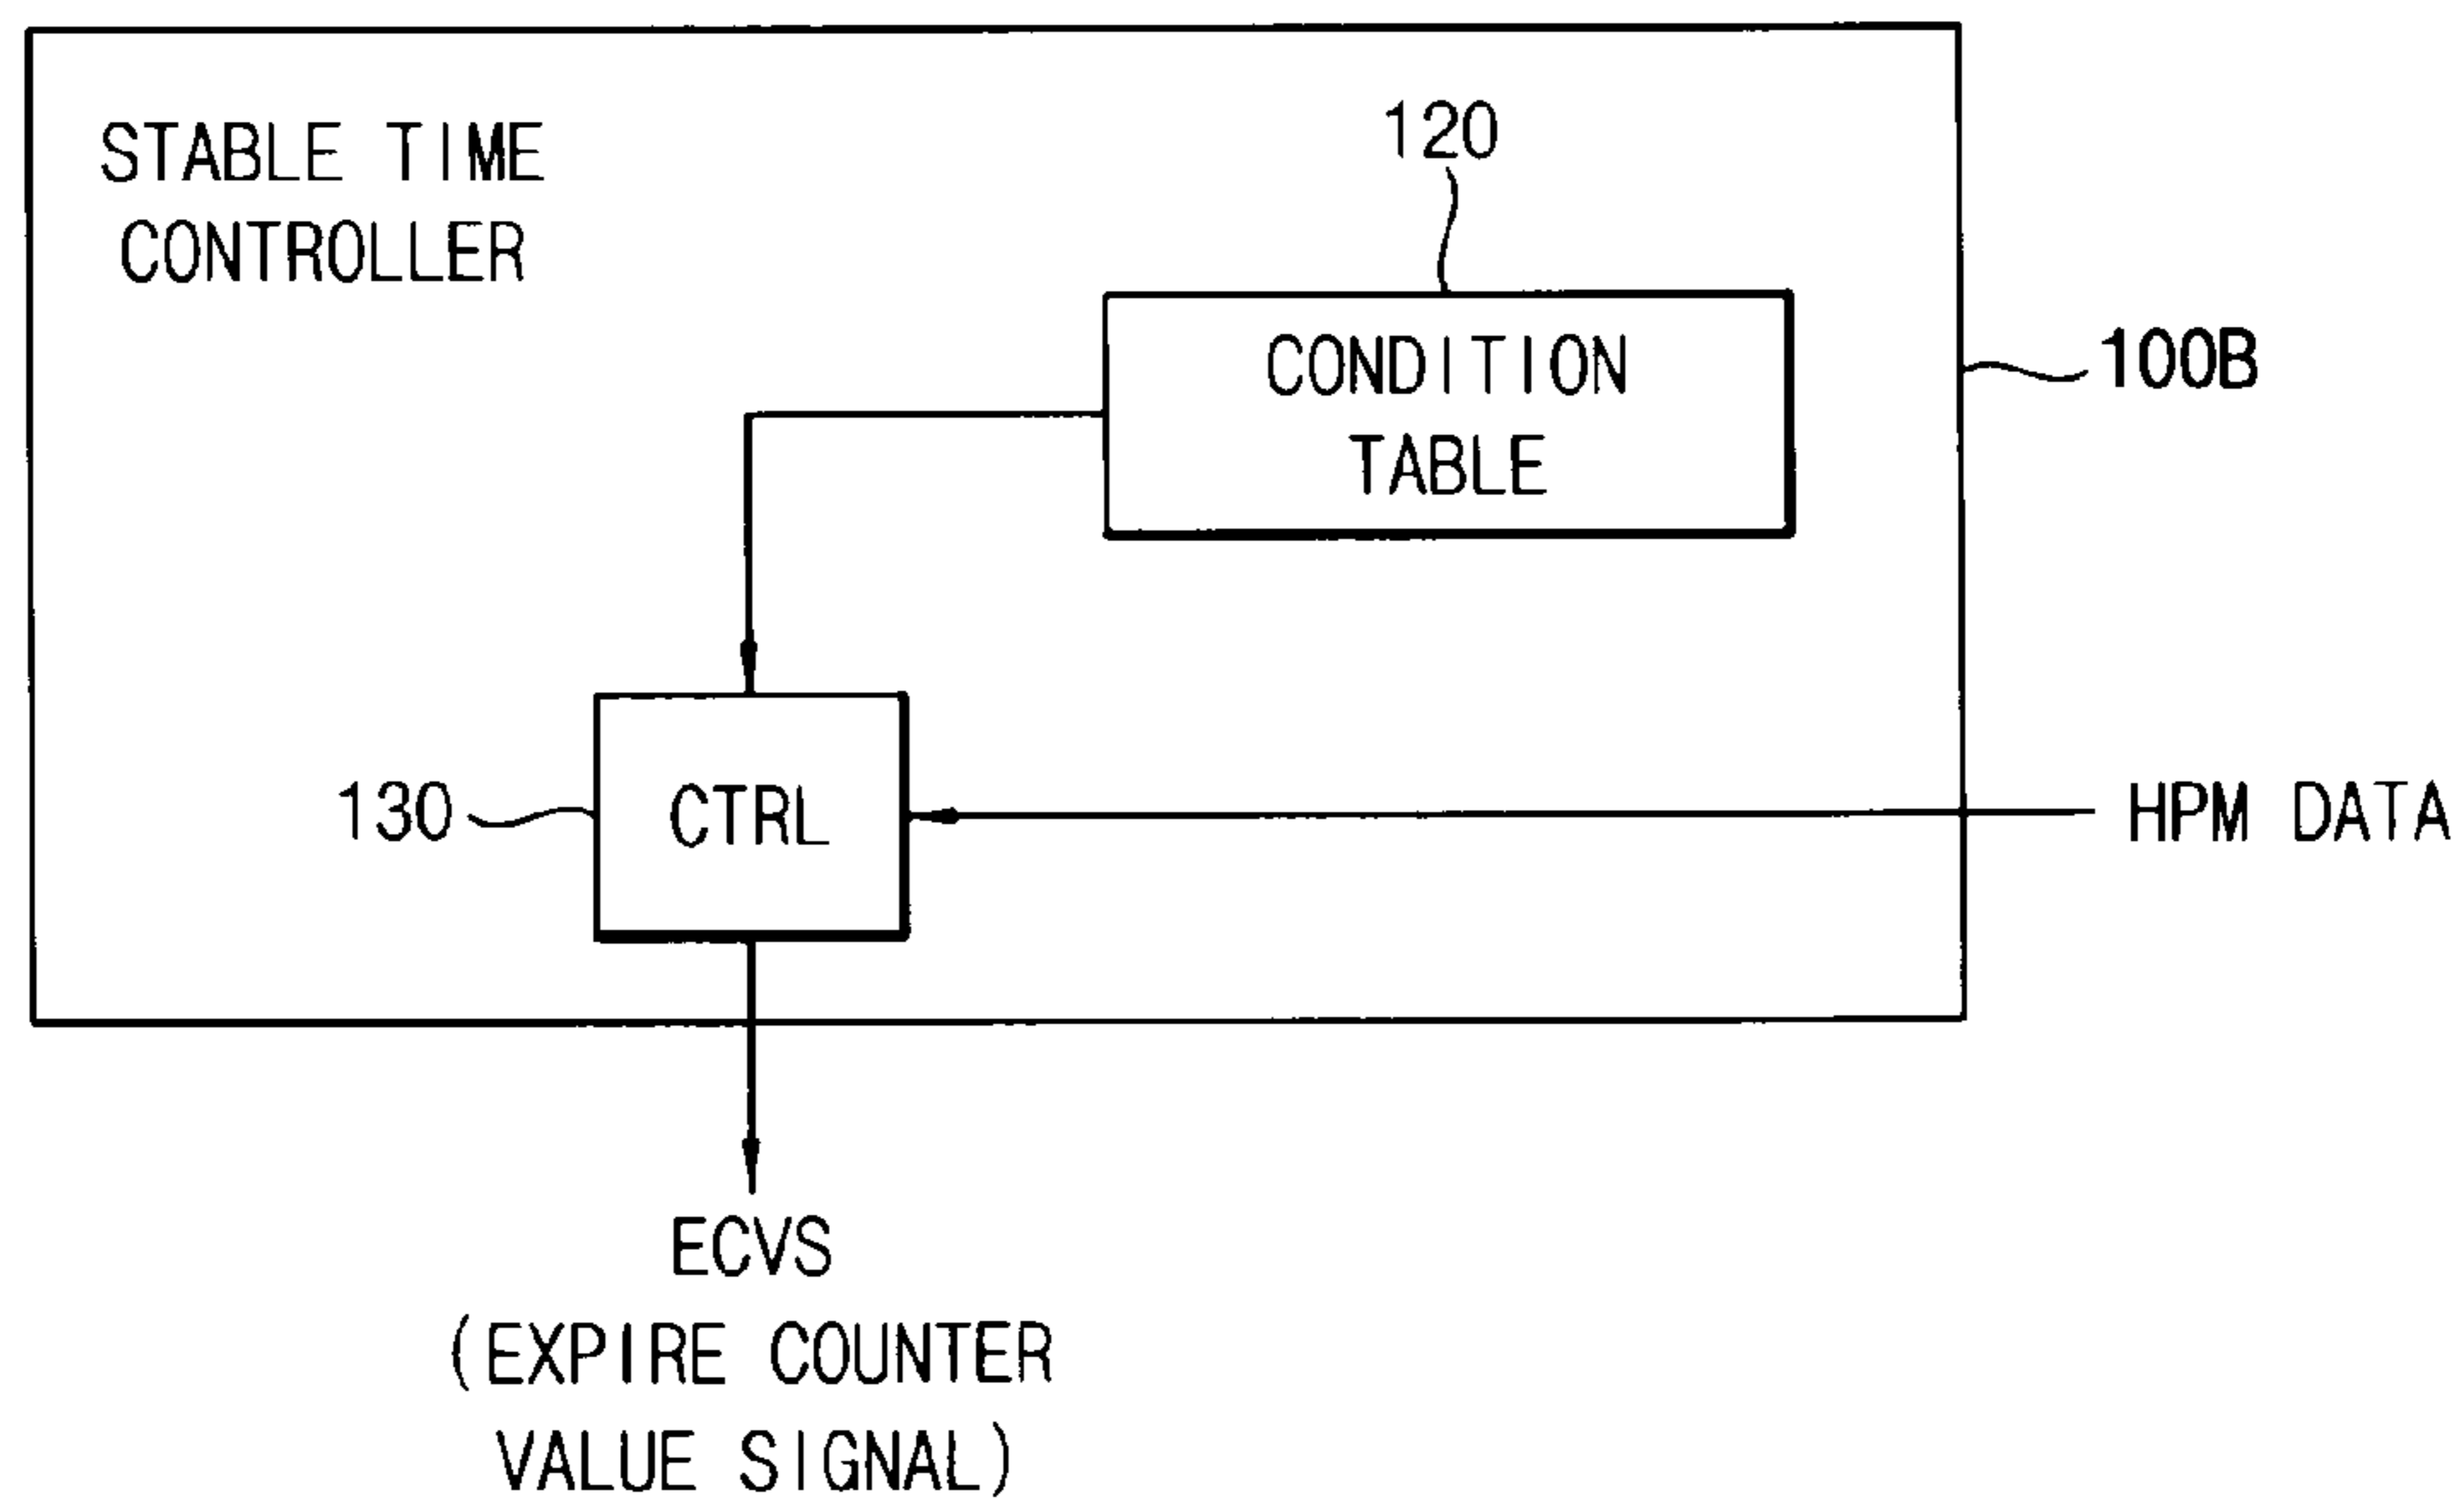 STABLE TIME
CONTROLLER
120
CONDITION
TABLE
100B
130
CTRL
HPM DATA
ECVS
(EXPIRE COUNTER
VALUE SIGNAL)